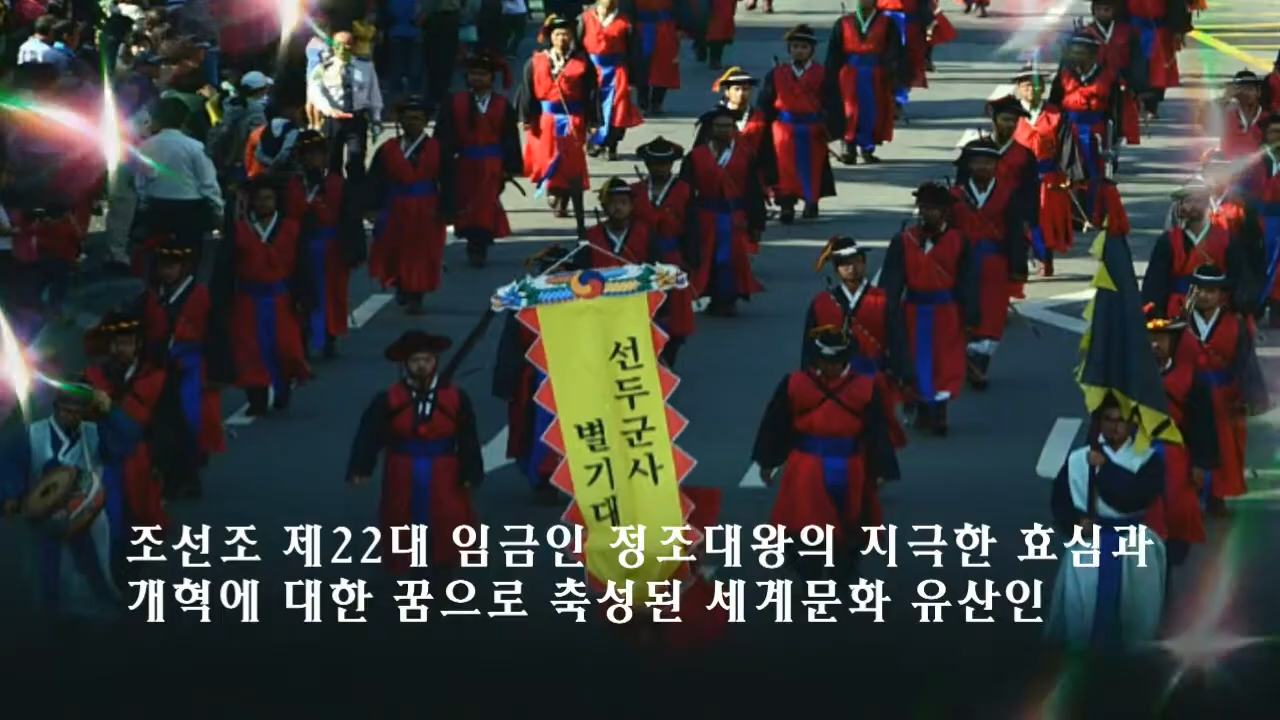 선두군사
별기대
조선조 제22대 임금인 정조대왕의 지극한 효심과
개혁에 대한 꿈으로 축성된 세계문화 유산인